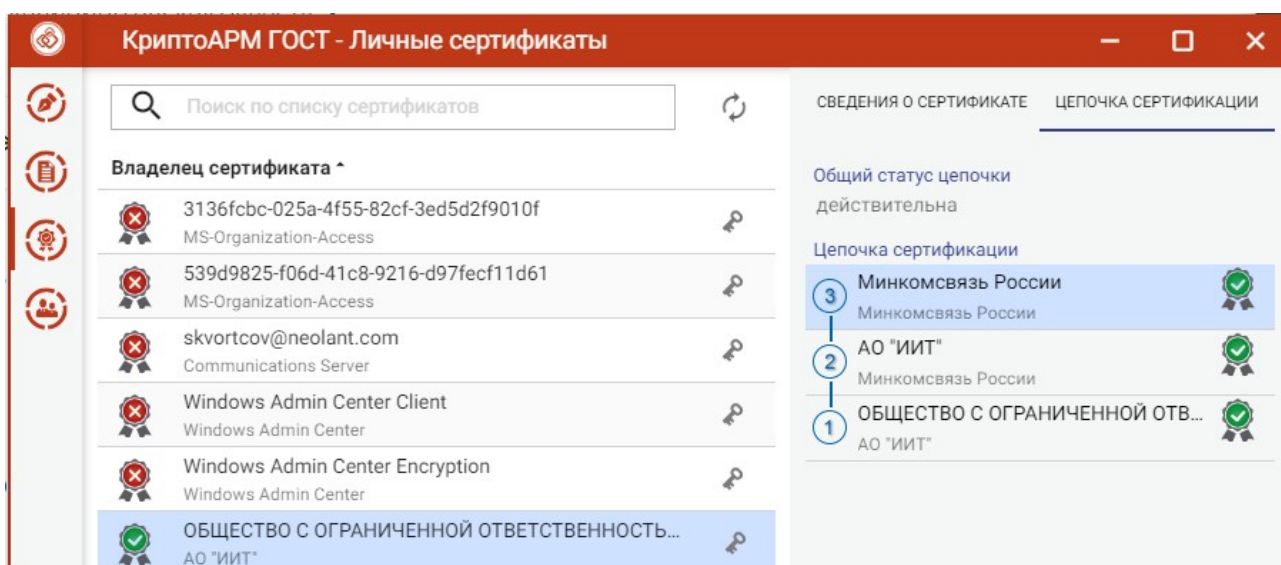 КриптоАРМ ГОСТ - Личные сертификаты
Поиск по списку сертификатов
Владелец сертификата
3136fcbc-025a-4f55-82cf-3ed5d2f9010f
MS-Organization-Access
539d9825-f06d-41c8-9216-d97fecf11d61
MS-Organization-Access
skvortcov@neolant.com
Communications Server
Windows Admin Center Client
Windows Admin Center
Windows Admin Center Encryption
Windows Admin Center
ОБЩЕСТВО С ОГРАНИЧЕННОЙ ОТВЕТСТВЕННОСТЬ...
АО "ИИТ"
СВЕДЕНИЯ О СЕРТИФИКАТЕ ЦЕПОЧКА СЕРТИФИКАЦИИ
Общий статус цепочки
действительна
Цепочка сертификации
3 Минкомсвязь России
Минкомсвязь России
2 АО "ИИТ"
Минкомсвязь России
1 ОБЩЕСТВО С ОГРАНИЧЕННОЙ ОТВ...
АО "ИИТ"